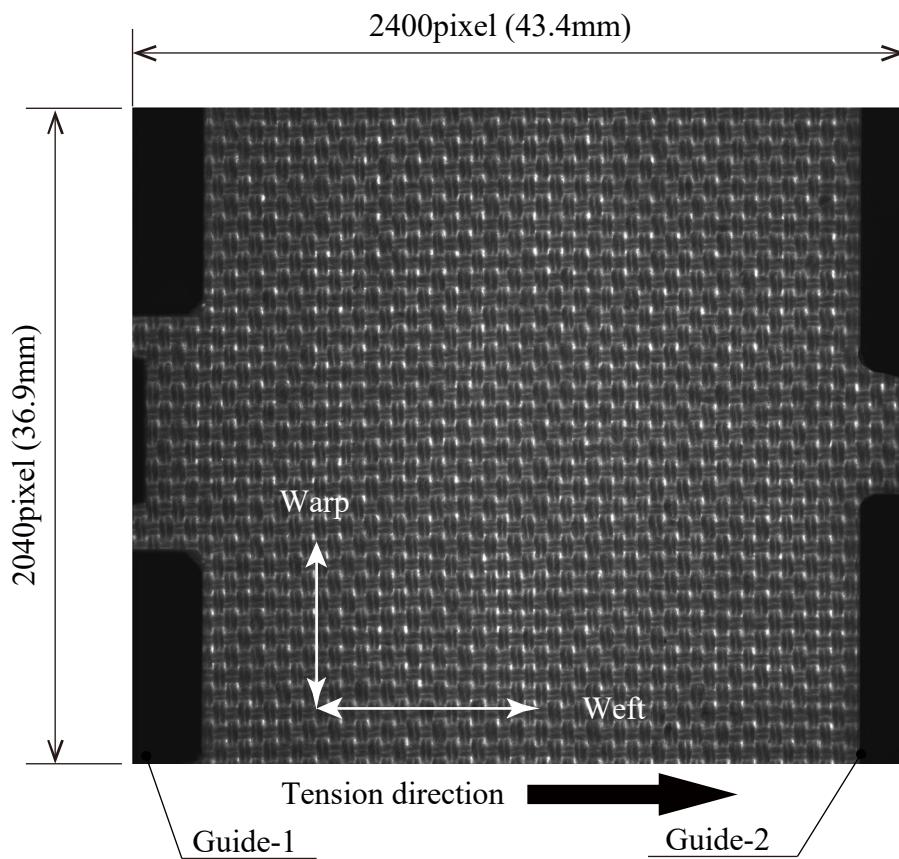 2400pixel (43.4mm)
2040pixel (36.9mm)
Warp
Weft
Tension direction
Guide-1
Guide-2